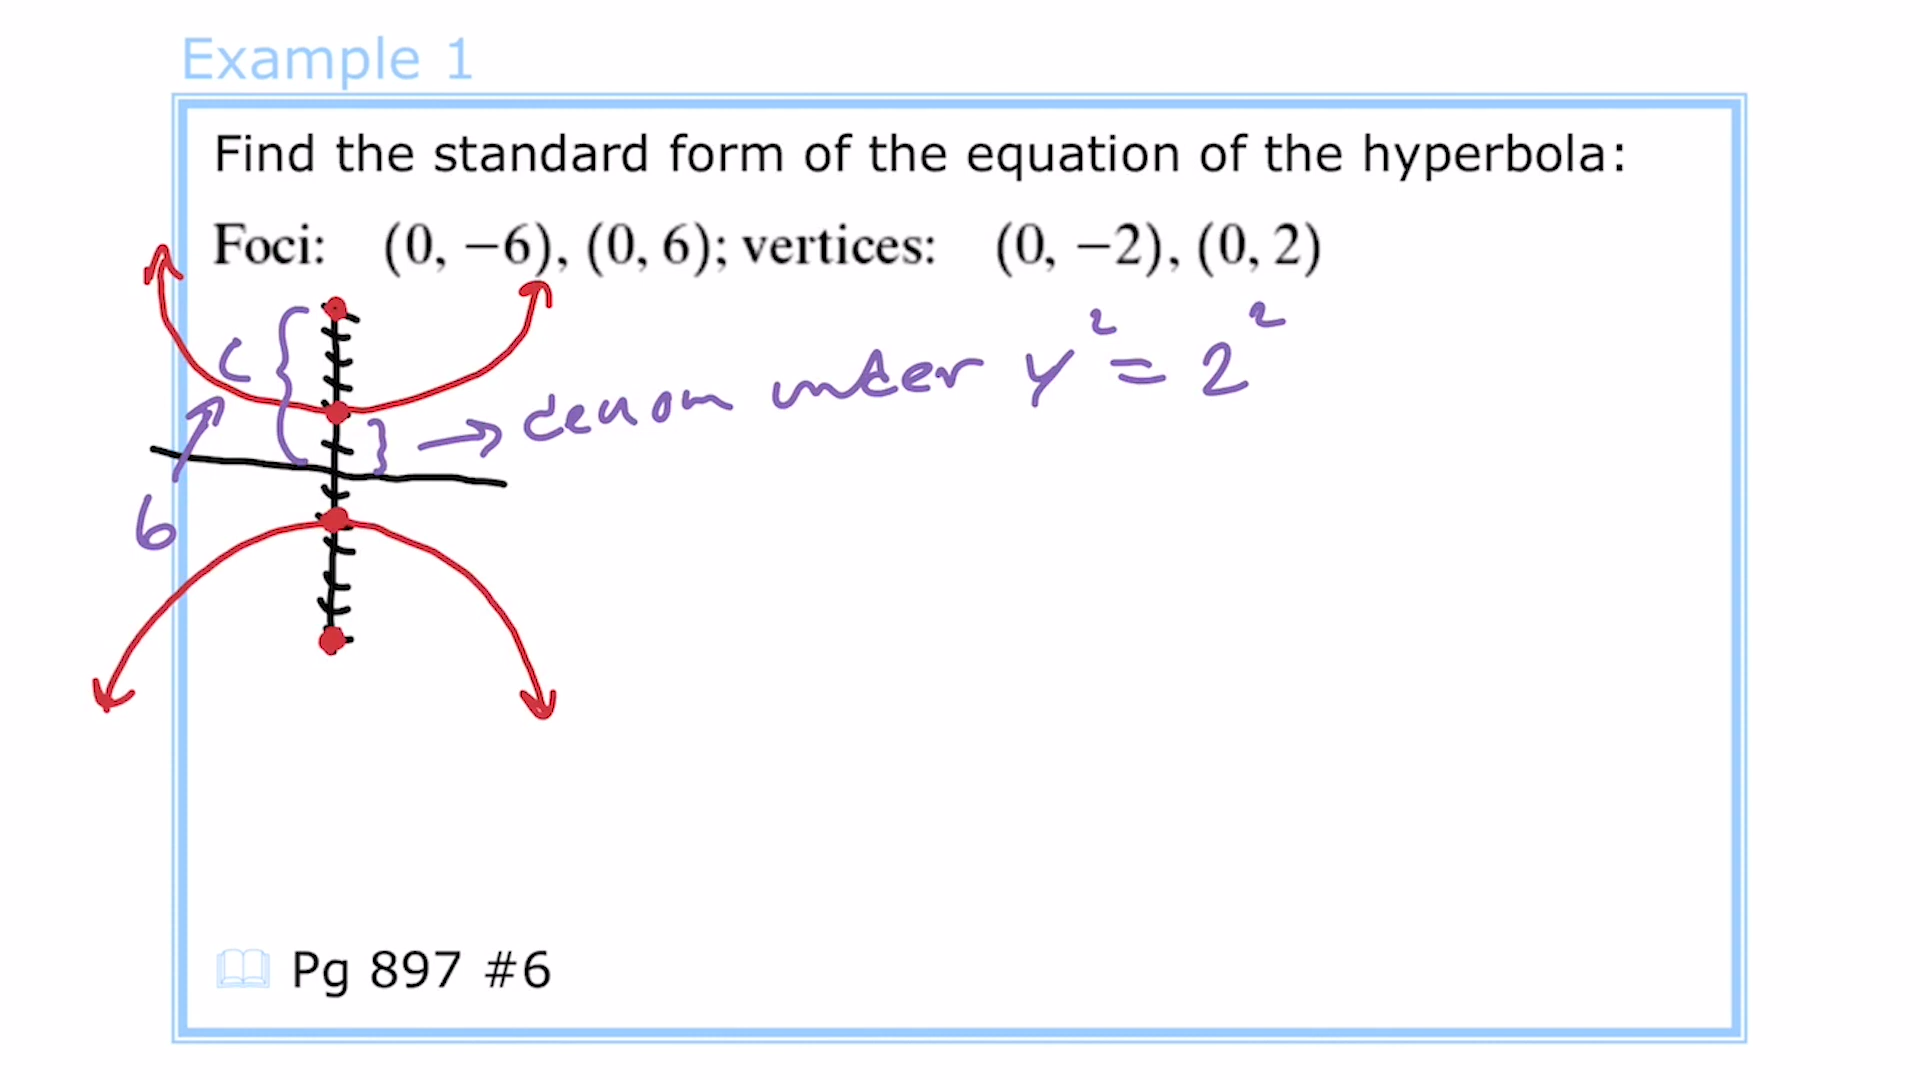 Example 1
Find the standard form of the equation of the hyperbola:
Foci: (0, −6), (0, 6); vertices: (0, −2), (0, 2)
c } } → denom under y² = 2²
6
Pg 897 #6